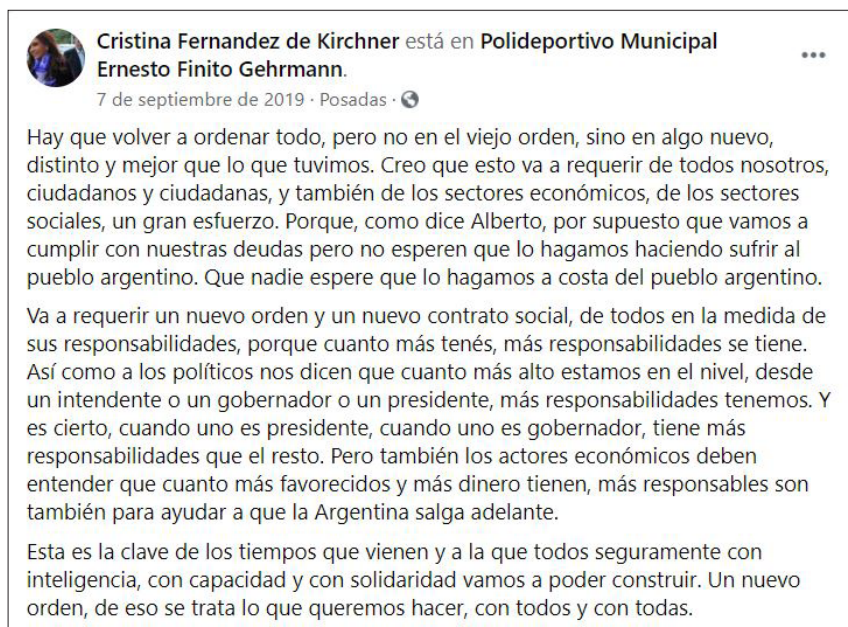 Cristina Fernandez de Kirchner está en Polideportivo Municipal
Ernesto Finito Gehrmann.
7 de septiembre de 2019 · Posadas ·
Hay que volver a ordenar todo, pero no en el viejo orden, sino en algo nuevo,
distinto y mejor que lo que tuvimos. Creo que esto va a requerir de todos nosotros,
ciudadanos y ciudadanas, y también de los sectores económicos, de los sectores
sociales, un gran esfuerzo. Porque, como dice Alberto, por supuesto que vamos a
cumplir con nuestras deudas pero no esperen que lo hagamos haciendo sufrir al
pueblo argentino. Que nadie espere que lo hagamos a costa del pueblo argentino.
Va a requerir un nuevo orden y un nuevo contrato social, de todos en la medida de
sus responsabilidades, porque cuanto más tenés, más responsabilidades se tiene.
Así como a los políticos nos dicen que cuanto más alto estamos en el nivel, desde
un intendente o un gobernador o un presidente, más responsabilidades tenemos. Y
es cierto, cuando uno es presidente, cuando uno es gobernador, tiene más
responsabilidades que el resto. Pero también los actores económicos deben
entender que cuanto más favorecidos y más dinero tienen, más responsables son
también para ayudar a que la Argentina salga adelante.
Esta es la clave de los tiempos que vienen y a la que todos seguramente con
inteligencia, con capacidad y con solidaridad vamos a poder construir. Un nuevo
orden, de eso se trata lo que queremos hacer, con todos y con todas.